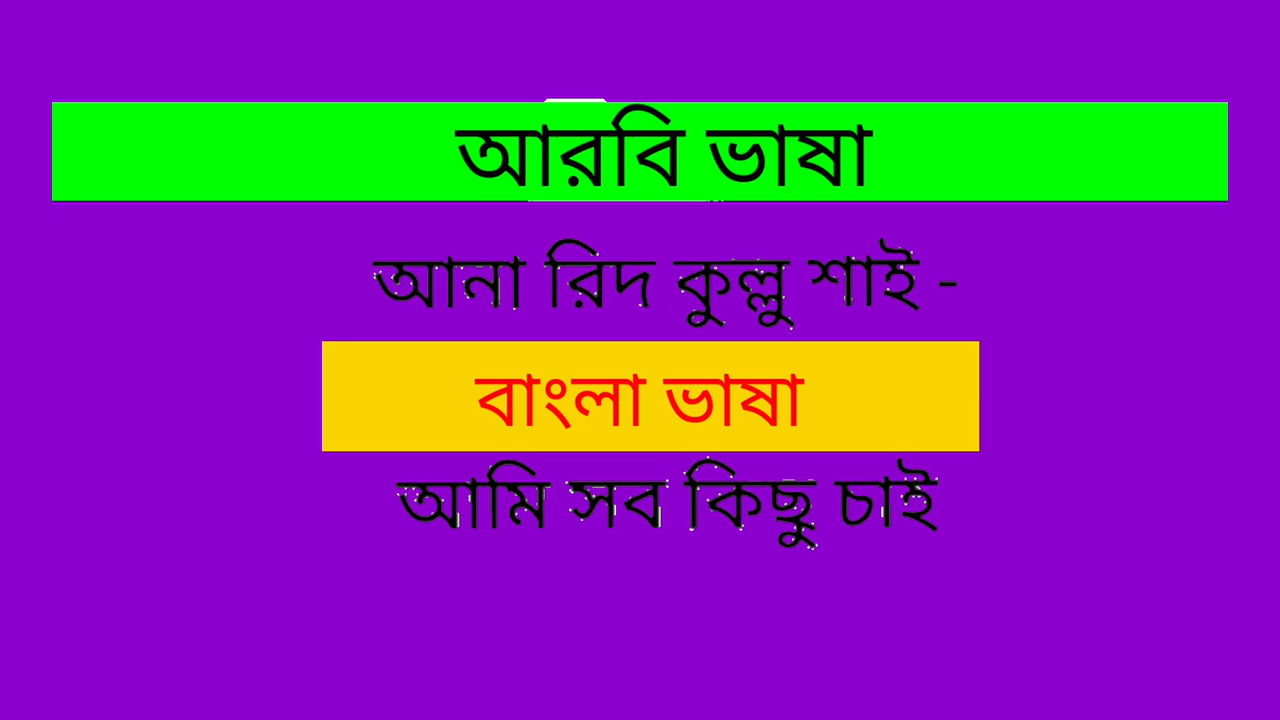 আরবি ভাষা
আনা রিদ কুল্লু শাই -
বাংলা ভাষা
আমি সব কিছু চাই